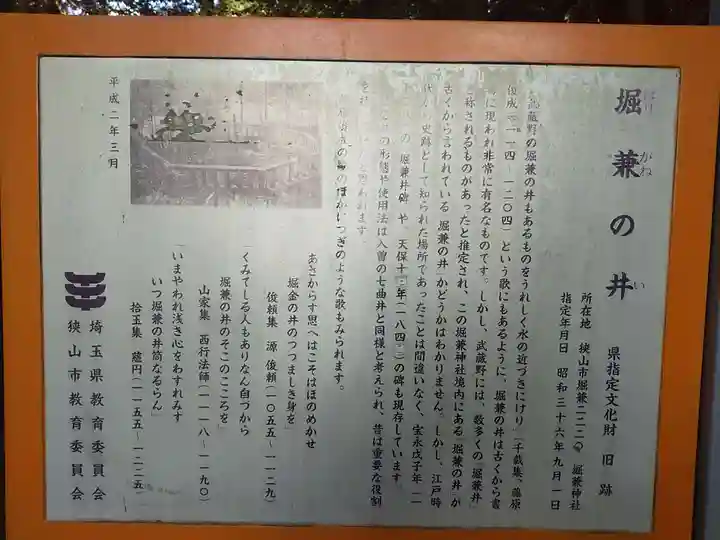 堀兼の井
ほり
かね
い
県指定文化財 旧跡
所在地 狭山市堀兼二二二〇 堀兼神社
指定年月日 昭和三十六年九月一日
武蔵野の堀兼の井もあるものをうれしく水の近づきにけり」(千載集、藤原
俊成 一一一四〜一二〇四)という歌にもあるように、堀兼の井は古くから書
に現われ非常に有名なものです。しかし、武蔵野には、数多くの「堀兼井」
と称されるものがあったと推定され、この堀兼神社境内にある「堀兼の井」が
古くから言われている「堀兼の井」かどうかはわかりません。しかし、江戸時
代 史跡として知られた場所であったことは間違いなく、宝永戊子年(一
の「堀兼井碑」や、天保十 年(一八四 )の碑も現存しています。
の形態や使用法は入曽の七曲井と同様と考えられ、昔は重要な役割
を 思われます。
のほかにつぎのような歌もみられます。
あさからす思へはこそはほのめかせ
堀金の井のつつましき身を」
俊頼集 源 俊頼(一〇五五〜一一二九)
「くみてしる人もありなん自つから
堀兼の井のそこのこころを」
山家集 西行法師(一一一八〜一一九〇)
「いまやわれ浅き心をわすれみす
いつ堀兼の井筒なるらん」
拾玉集 慈円(一一五五〜一二二五)
平成二年三月
埼玉県教育委員会
狭山市教育委員会